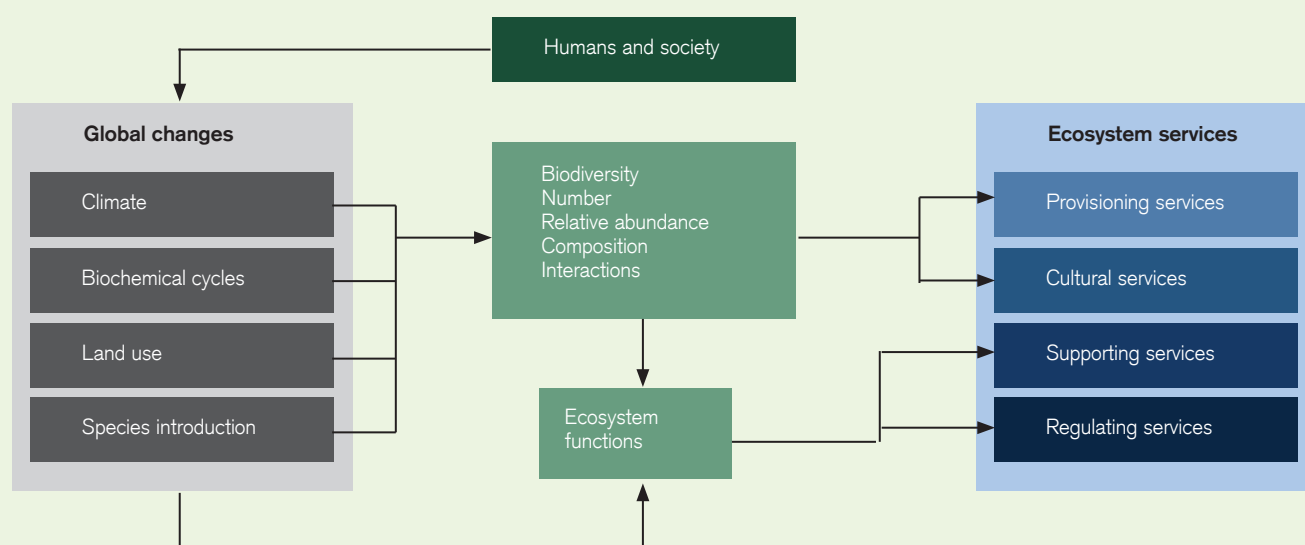 Humans and society
Global changes
Climate
Biochemical cycles
Land use
Species introduction
Biodiversity
Number
Relative abundance
Composition
Interactions
Ecosystem
functions
Ecosystem services
Provisioning services
Cultural services
Supporting services
Regulating services